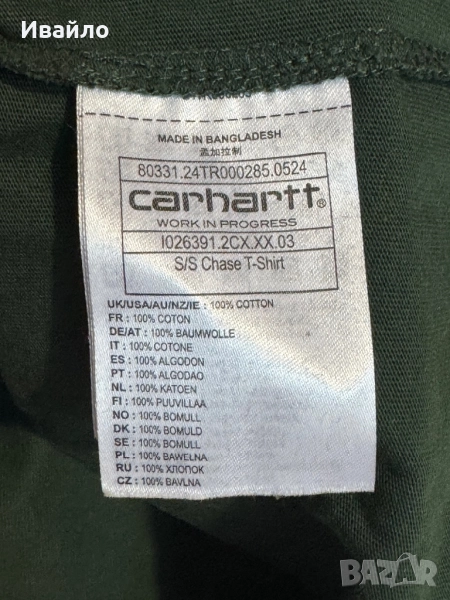 Ивайло
MADE IN BANGLADESH
孟加拉制
80331.24TR000285.0524
carhartt®
WORK IN PROGRESS
I026391.2CX.XX.03
S/S Chase T-Shirt
UK/USA/AU/NZ/IE : 100% COTTON
FR : 100% COTON
DE/AT : 100% BAUMWOLLE
IT : 100% COTONE
ES : 100% ALGODON
PT : 100% ALGODAO
NL : 100% KATOEN
FI : 100% PUUVILLAA
NO : 100% BOMULL
DK : 100% BOMULD
SE : 100% BOMULL
PL : 100% BAWELNA
RU : 100% ХЛОПОК
CZ : 100% BAVLNA
BAZAR